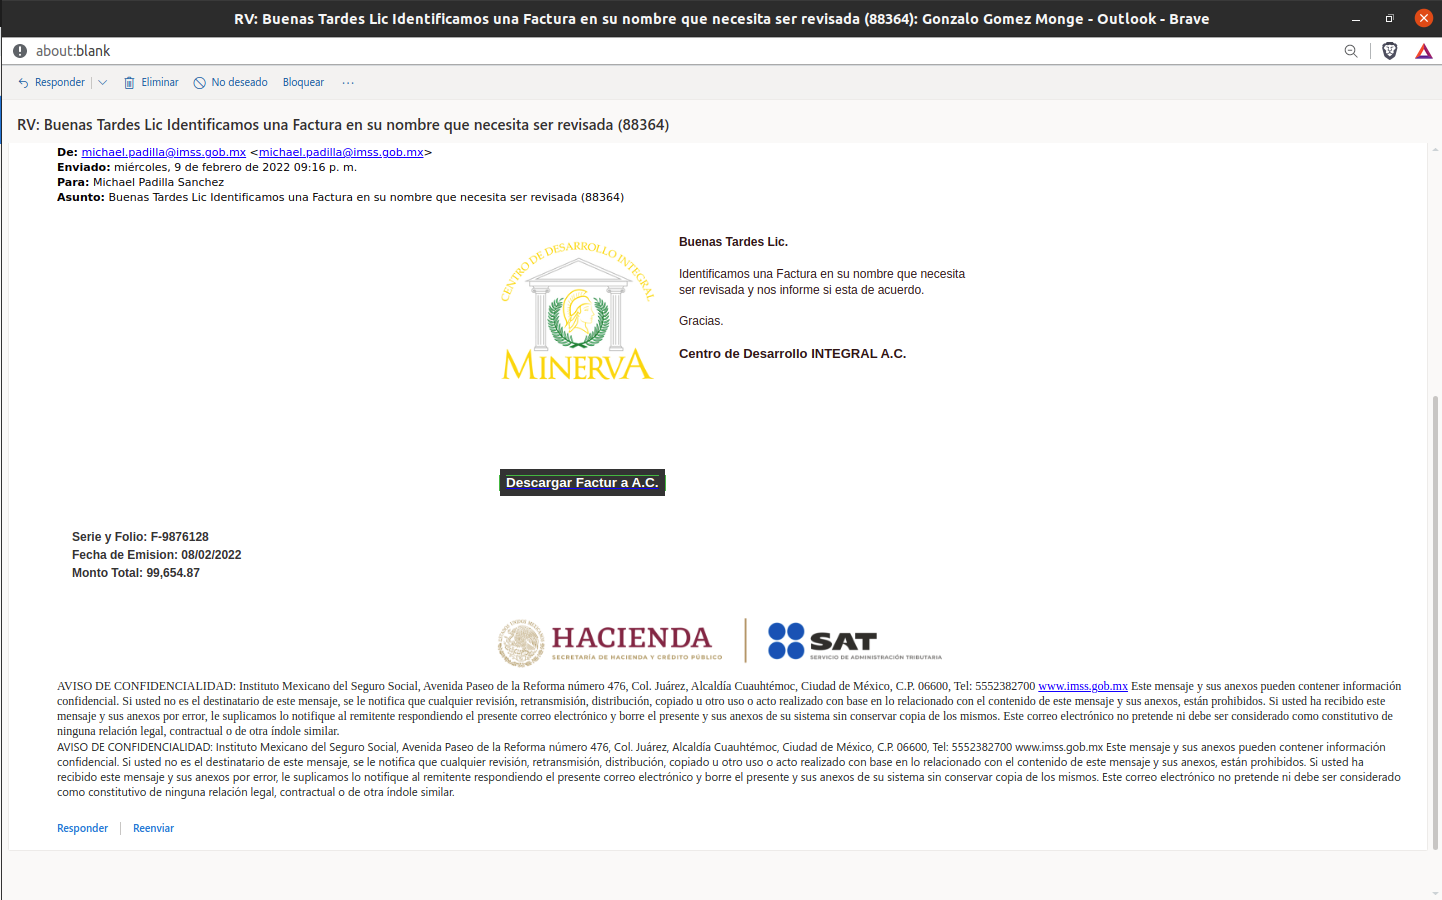 RV: Buenas Tardes Lic Identificamos una Factura en su nombre que necesita ser revisada (88364): Gonzalo Gomez Monge - Outlook - Brave
about:blank
Responder Eliminar No deseado Bloquear ···
RV: Buenas Tardes Lic Identificamos una Factura en su nombre que necesita ser revisada (88364)
De: michael.padilla@imss.gob.mx <michael.padilla@imss.gob.mx>
Enviado: miércoles, 9 de febrero de 2022 09:16 p. m.
Para: Michael Padilla Sanchez
Asunto: Buenas Tardes Lic Identificamos una Factura en su nombre que necesita ser revisada (88364)
CENTRO DE DESARROLLO INTEGRAL
MINERVA
Buenas Tardes Lic.
Identificamos una Factura en su nombre que necesita
ser revisada y nos informe si esta de acuerdo.
Gracias.
Centro de Desarrollo INTEGRAL A.C.
Descargar Factur a A.C.
Serie y Folio: F-9876128
Fecha de Emision: 08/02/2022
Monto Total: 99,654.87
HACIENDA
SECRETARÍA DE HACIENDA Y CRÉDITO PÚBLICO
SAT
SERVICIO DE ADMINISTRACIÓN TRIBUTARIA
AVISO DE CONFIDENCIALIDAD: Instituto Mexicano del Seguro Social, Avenida Paseo de la Reforma número 476, Col. Juárez, Alcaldía Cuauhtémoc, Ciudad de México, C.P. 06600, Tel: 5552382700 www.imss.gob.mx Este mensaje y sus anexos pueden contener información
confidencial. Si usted no es el destinatario de este mensaje, se le notifica que cualquier revisión, retransmisión, distribución, copiado u otro uso o acto realizado con base en lo relacionado con el contenido de este mensaje y sus anexos, están prohibidos. Si usted ha recibido este
mensaje y sus anexos por error, le suplicamos lo notifique al remitente respondiendo el presente correo electrónico y borre el presente y sus anexos de su sistema sin conservar copia de los mismos. Este correo electrónico no pretende ni debe ser considerado como constitutivo de
ninguna relación legal, contractual o de otra índole similar.
AVISO DE CONFIDENCIALIDAD: Instituto Mexicano del Seguro Social, Avenida Paseo de la Reforma número 476, Col. Juárez, Alcaldía Cuauhtémoc, Ciudad de México, C.P. 06600, Tel: 5552382700 www.imss.gob.mx Este mensaje y sus anexos pueden contener información
confidencial. Si usted no es el destinatario de este mensaje, se le notifica que cualquier revisión, retransmisión, distribución, copiado u otro uso o acto realizado con base en lo relacionado con el contenido de este mensaje y sus anexos, están prohibidos. Si usted ha
recibido este mensaje y sus anexos por error, le suplicamos lo notifique al remitente respondiendo el presente correo electrónico y borre el presente y sus anexos de su sistema sin conservar copia de los mismos. Este correo electrónico no pretende ni debe ser considerado
como constitutivo de ninguna relación legal, contractual o de otra índole similar.
Responder Reenviar